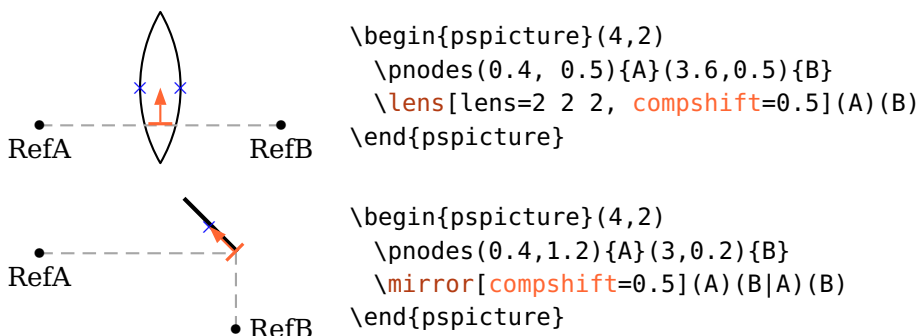 RefA
RefB
\begin{pspicture}(4,2)
  \pnodes(0.4, 0.5){A}(3.6,0.5){B}
  \lens[lens=2 2 2, compshift=0.5](A)(B)
\end{pspicture}
RefA
RefB
\begin{pspicture}(4,2)
  \pnodes(0.4,1.2){A}(3,0.2){B}
  \mirror[compshift=0.5](A)(B|A)(B)
\end{pspicture}